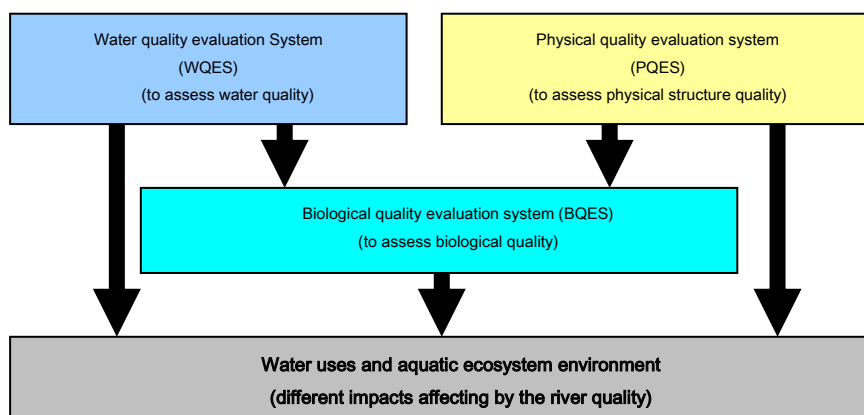 Water quality evaluation System
(WQES)
(to assess water quality)
Physical quality evaluation system
(PQES)
(to assess physical structure quality)
Biological quality evaluation system (BQES)
(to assess biological quality)
Water uses and aquatic ecosystem environment
(different impacts affecting by the river quality)